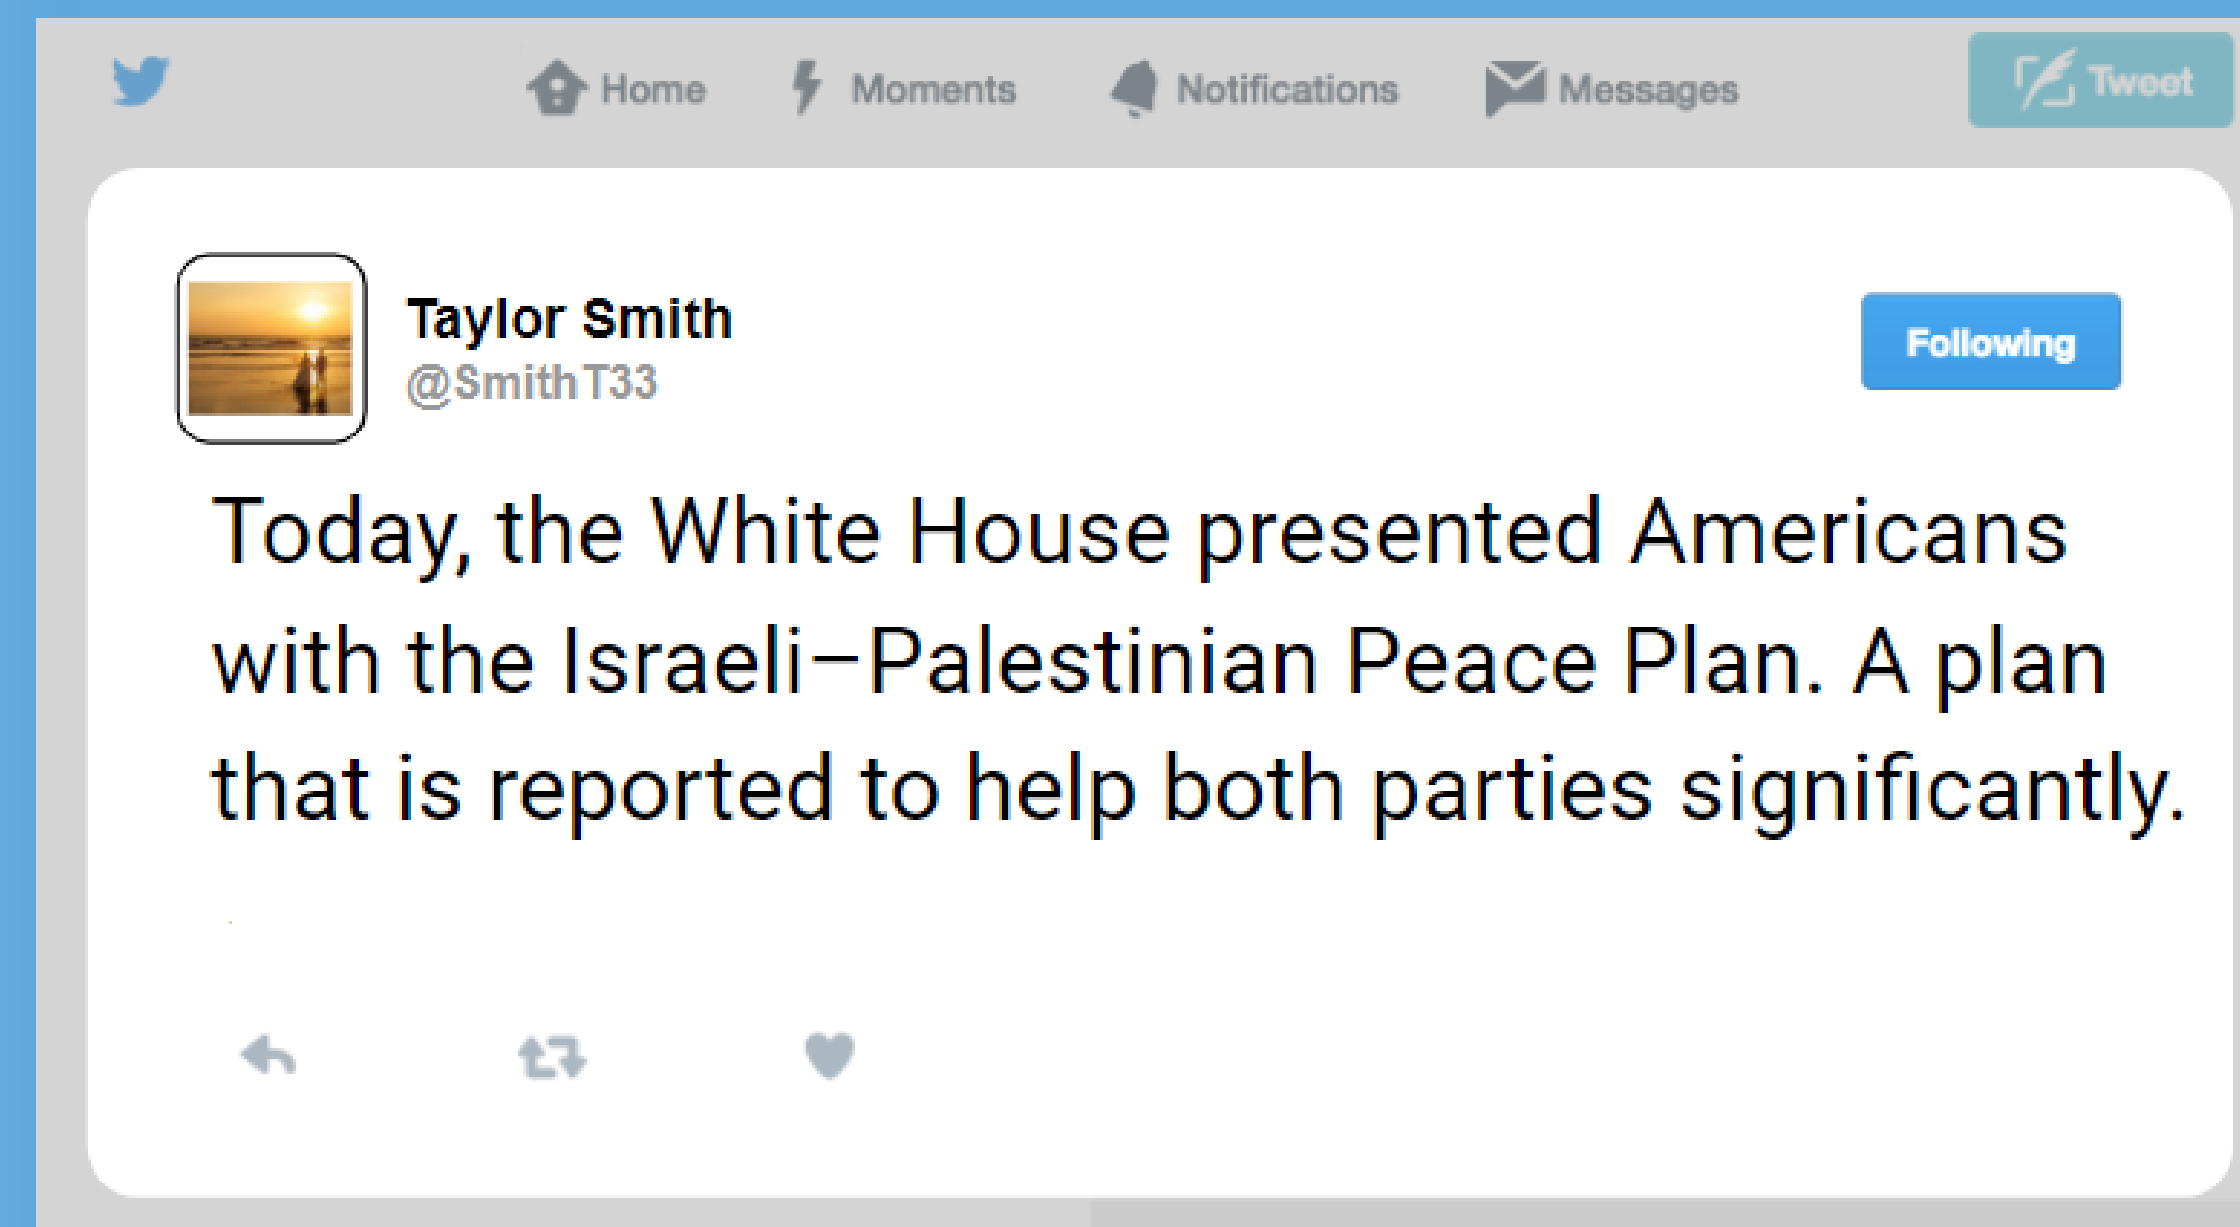 Home Moments Notifications Messages Tweet
Taylor Smith
@SmithT33
Following
Today, the White House presented Americans
with the Israeli–Palestinian Peace Plan. A plan
that is reported to help both parties significantly.